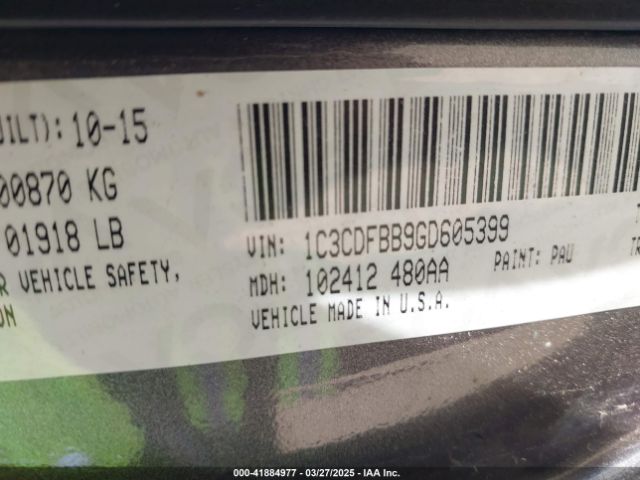 UILT): 10-15
00870 KG
01918 LB
R VEHICLE SAFETY,
ON
VIN: 1C3CDFBB9GD605399
MDH: 102412 480AA
PAINT: PAU
VEHICLE MADE IN U.S.A.
000-41884977 • 03/27/2025 • IAA Inc.